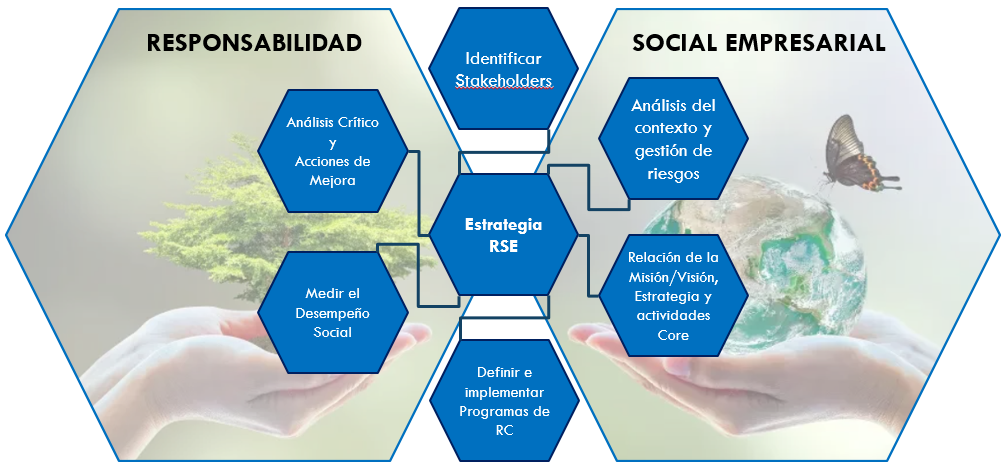 RESPONSABILIDAD
SOCIAL EMPRESARIAL
Identificar
Stakeholders
Análisis del
contexto y
gestión de
riesgos
Relación de la
Misión/Visión,
Estrategia y
actividades
Core
Definir e
implementar
Programas de
RC
Medir el
Desempeño
Social
Análisis Crítico
y
Acciones de
Mejora
Estrategia
RSE